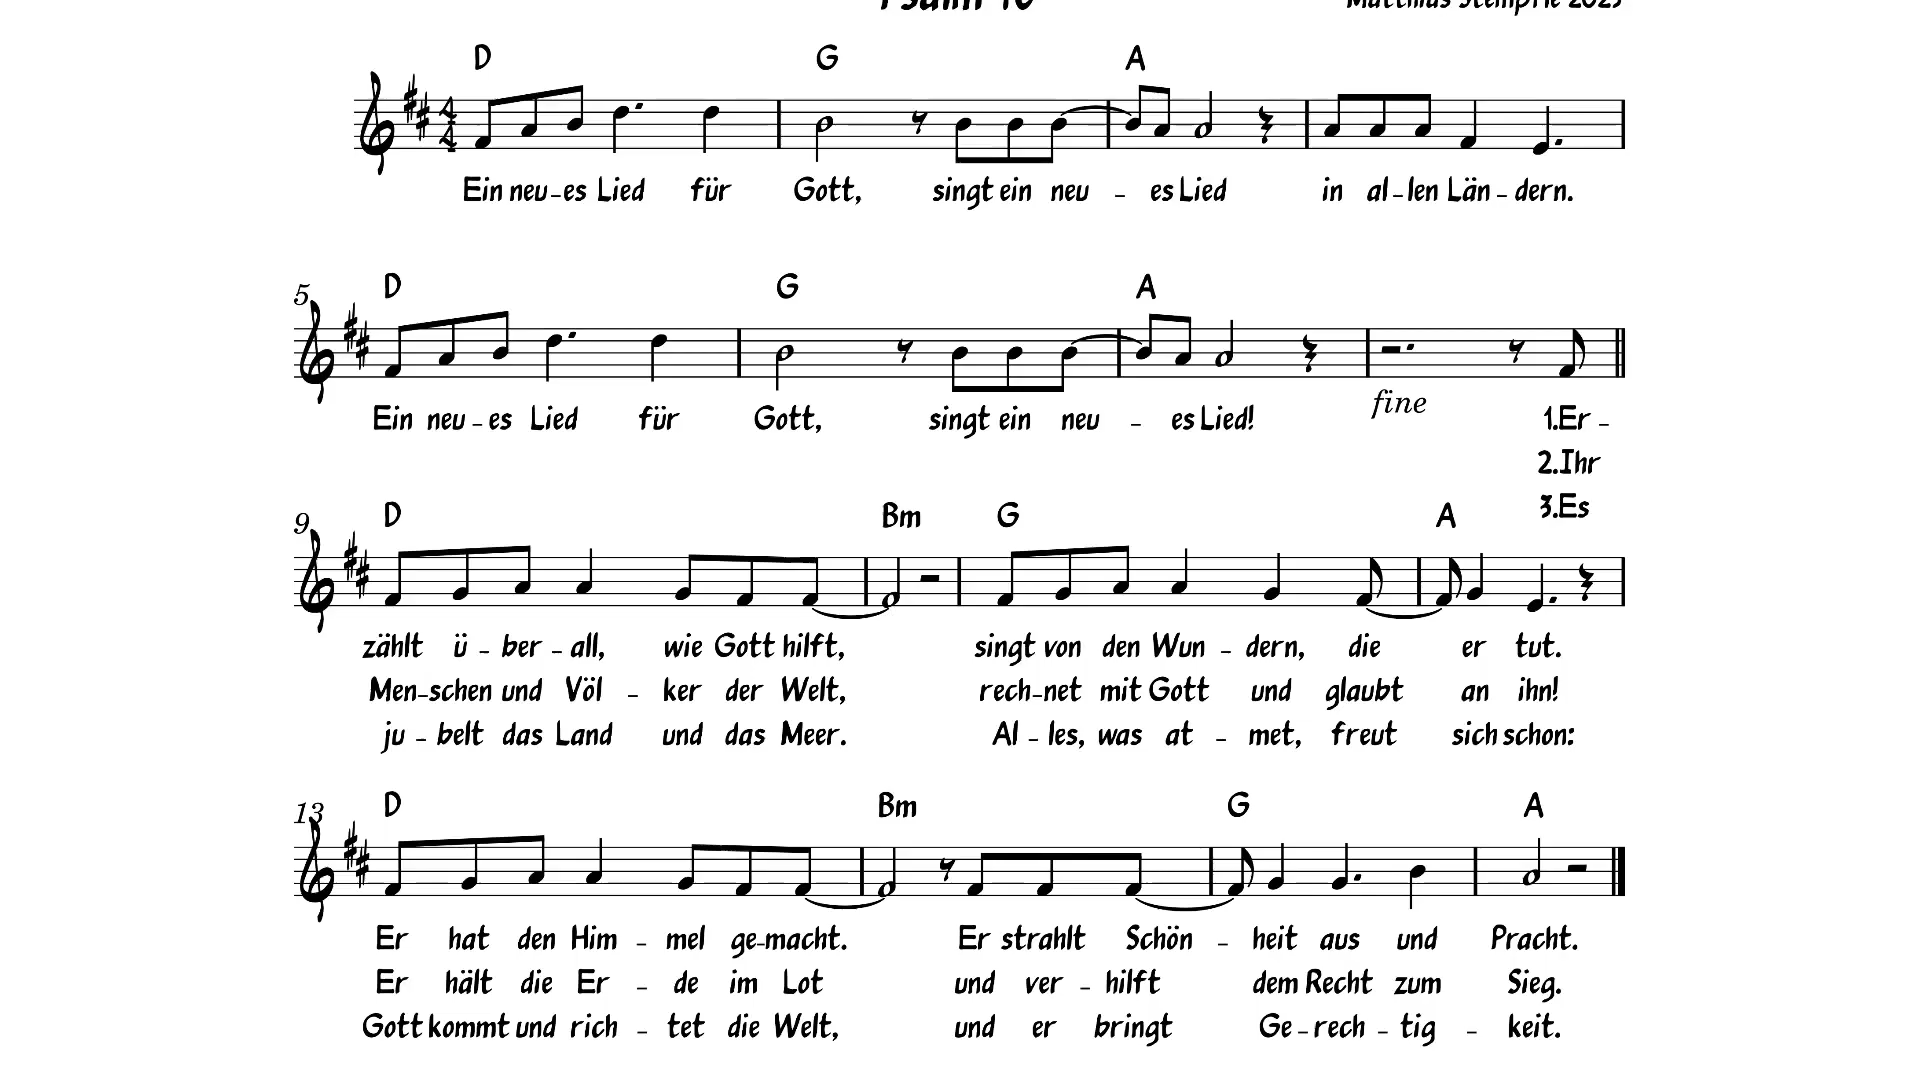 D G A
Ein neu-es Lied für Gott, singt ein neu - es Lied in al-len Län-dern.
5 D G A
fine
Ein neu-es Lied für Gott, singt ein neu - es Lied! 1.Er-
2.Ihr
3.Es
9 D Bm G A
zählt ü-ber-all, wie Gott hilft, singt von den Wun-dern, die er tut.
Men-schen und Völ-ker der Welt, rech-net mit Gott und glaubt an ihn!
ju-belt das Land und das Meer. Al-les, was at-met, freut sich schon:
13 D Bm G A
Er hat den Him-mel ge-macht. Er strahlt Schön-heit aus und Pracht.
Er hält die Er-de im Lot und ver-hilft dem Recht zum Sieg.
Gott kommt und rich-tet die Welt, und er bringt Ge-rech-tig-keit.